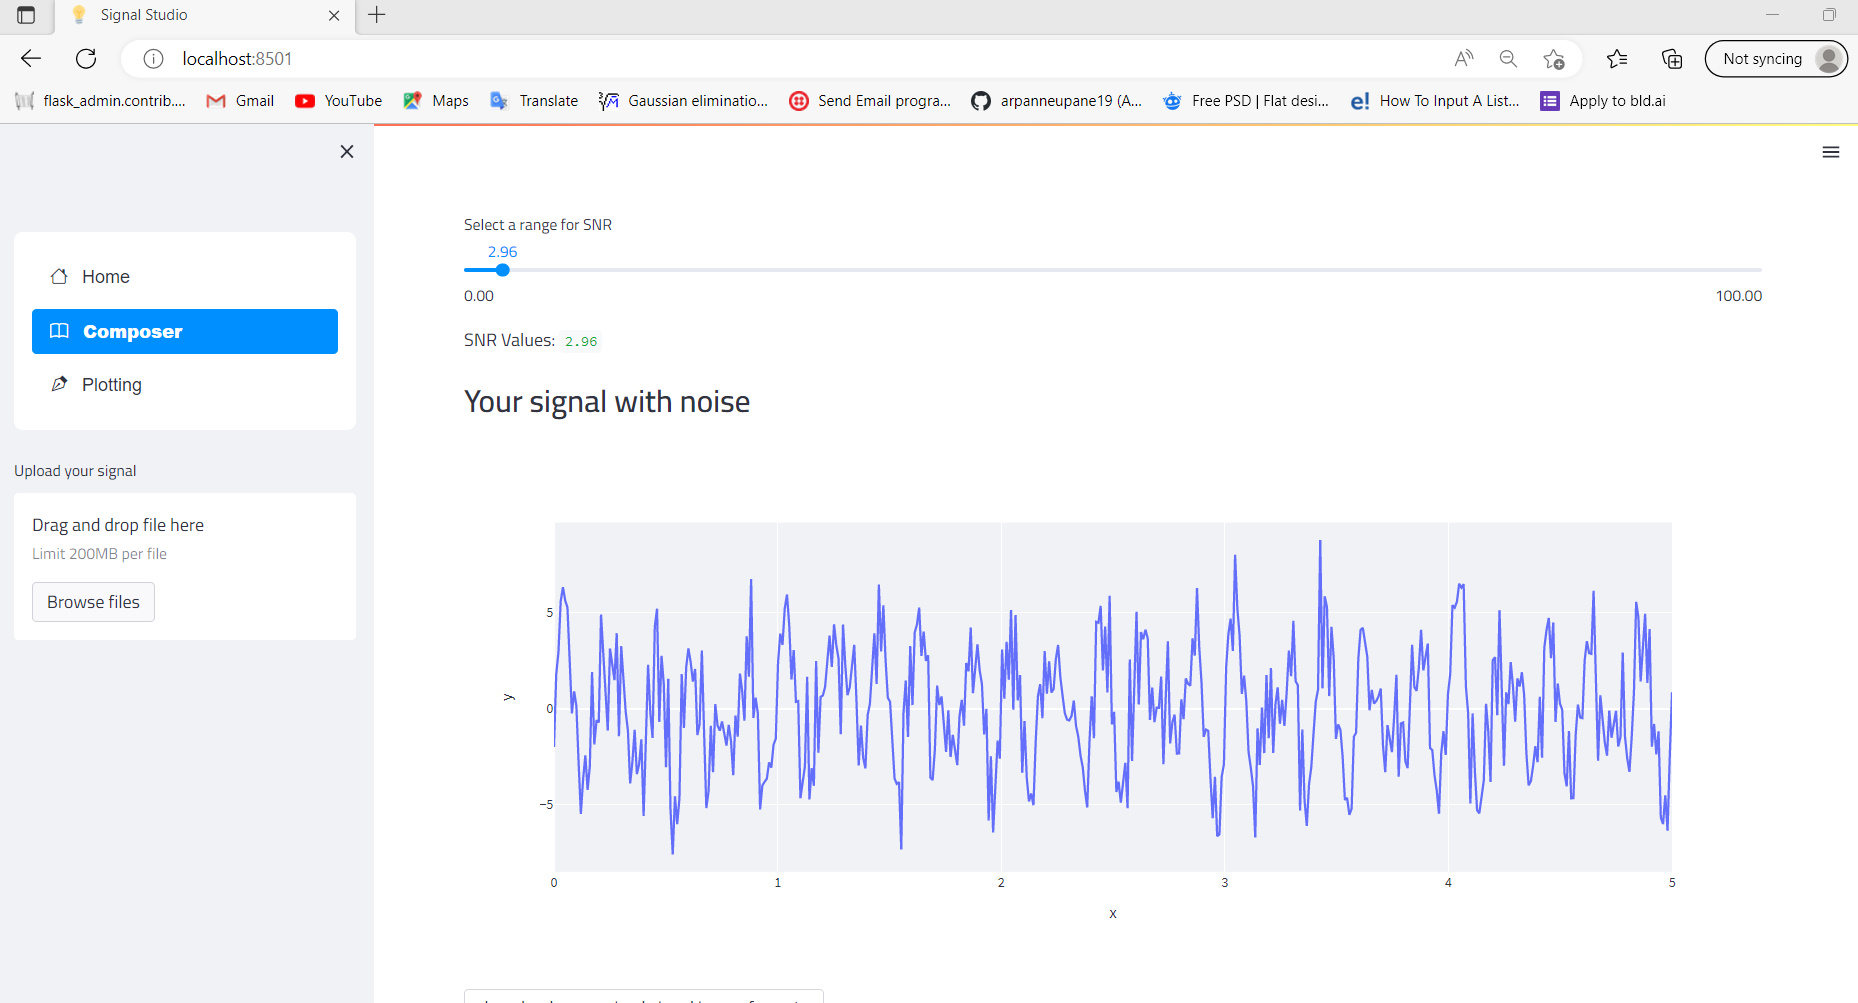 Signal Studio
localhost:8501
Not syncing
flask_admin.contrib....
Gmail
YouTube
Maps
Translate
Gaussian eliminatio...
Send Email progra...
arpanneupane19 (A...
Free PSD | Flat desi...
How To Input A List...
Apply to bld.ai
Home
Composer
Plotting
Upload your signal
Drag and drop file here
Limit 200MB per file
Browse files
Select a range for SNR
2.96
0.00
100.00
SNR Values: 2.96
Your signal with noise
5
0
−5
y
0
1
2
3
4
5
x